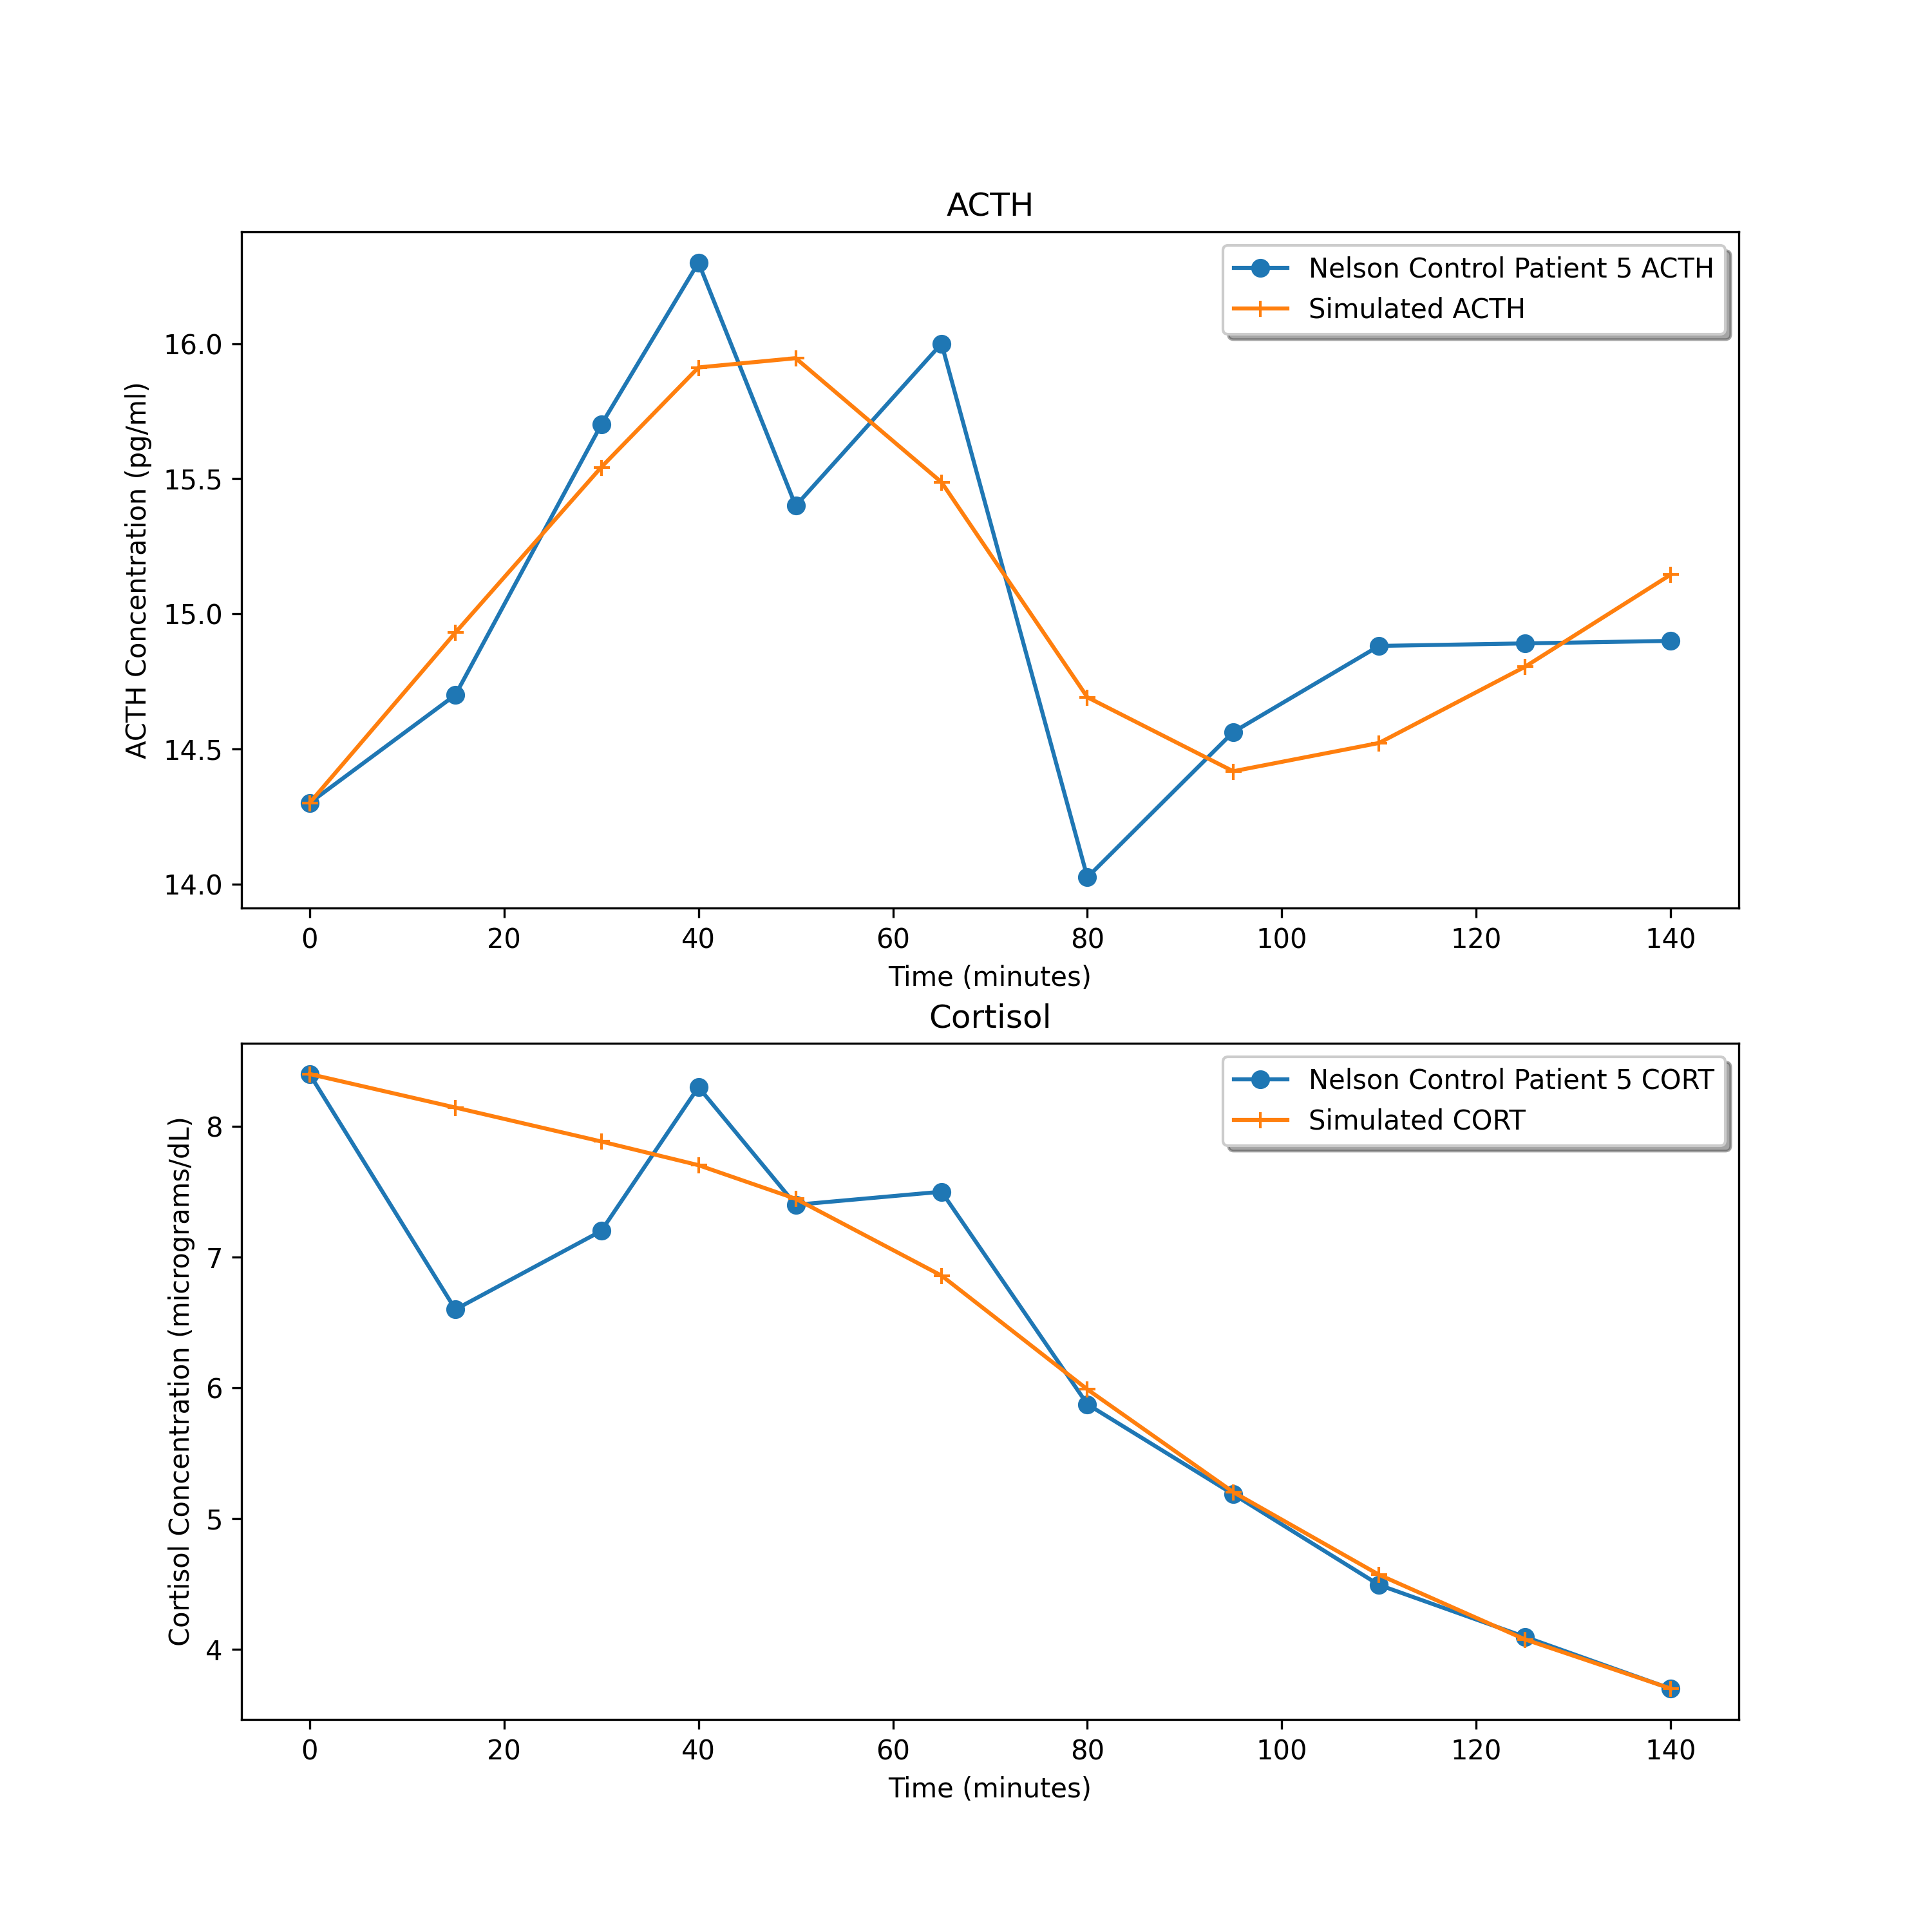 ACTH
Nelson Control Patient 5 ACTH
Simulated ACTH
ACTH Concentration (pg/ml)
16.0
15.5
15.0
14.5
14.0
0 20 40 60 80 100 120 140
Time (minutes)
Cortisol
Nelson Control Patient 5 CORT
Simulated CORT
Cortisol Concentration (micrograms/dL)
8
7
6
5
4
0 20 40 60 80 100 120 140
Time (minutes)